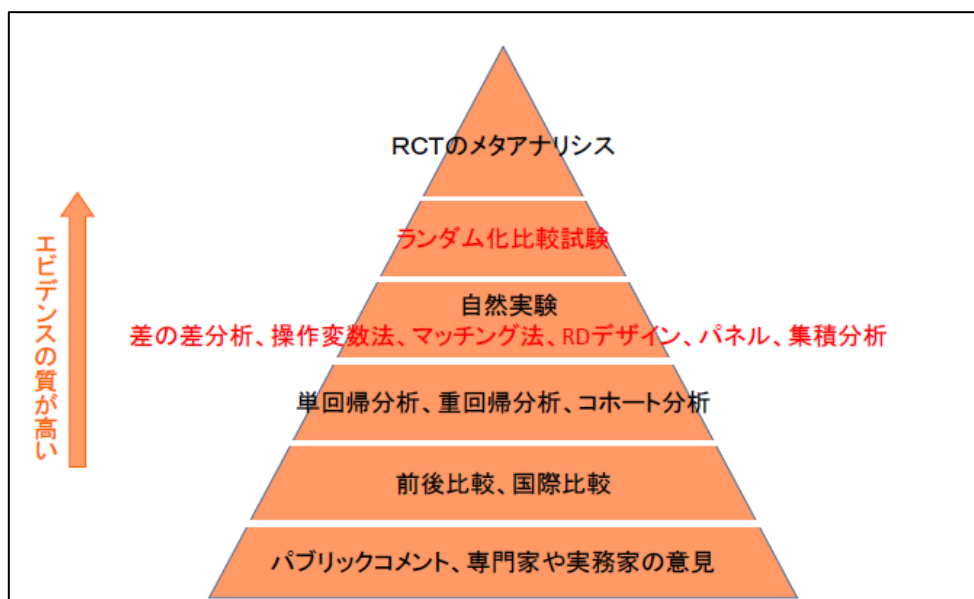 RCTのメタアナリシス
ランダム化比較試験
自然実験
差の差分析、操作変数法、マッチング法、RDデザイン、パネル、集積分析
単回帰分析、重回帰分析、コホート分析
前後比較、国際比較
パブリックコメント、専門家や実務家の意見
エビデンスの質が高い